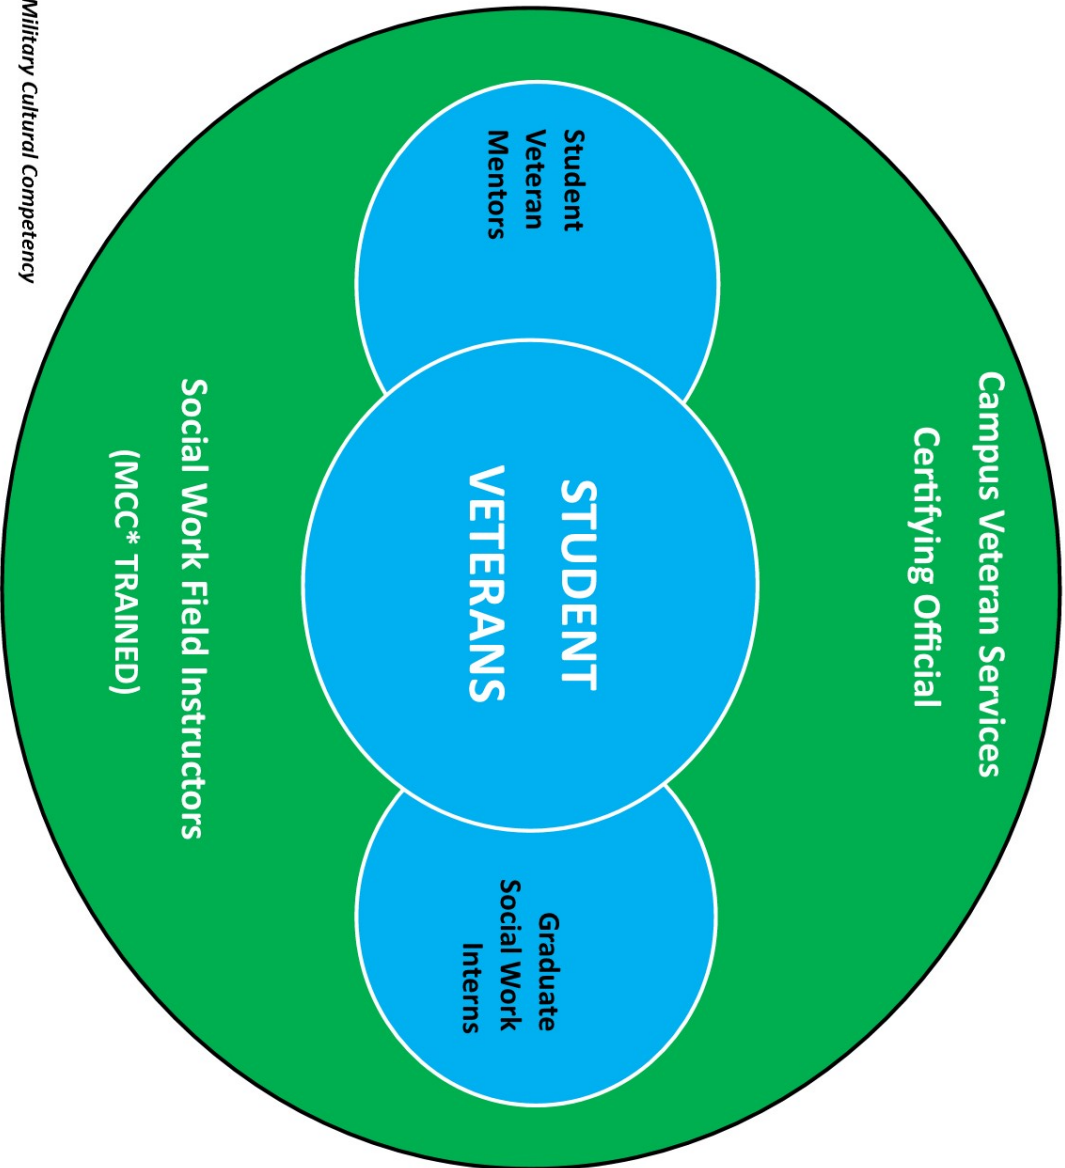 Campus Veteran Services
Certifying Official
Student
Veteran
Mentors
STUDENT
VETERANS
Graduate
Social Work
Interns
Social Work Field Instructors
(MCC* TRAINED)
Military Cultural Competency